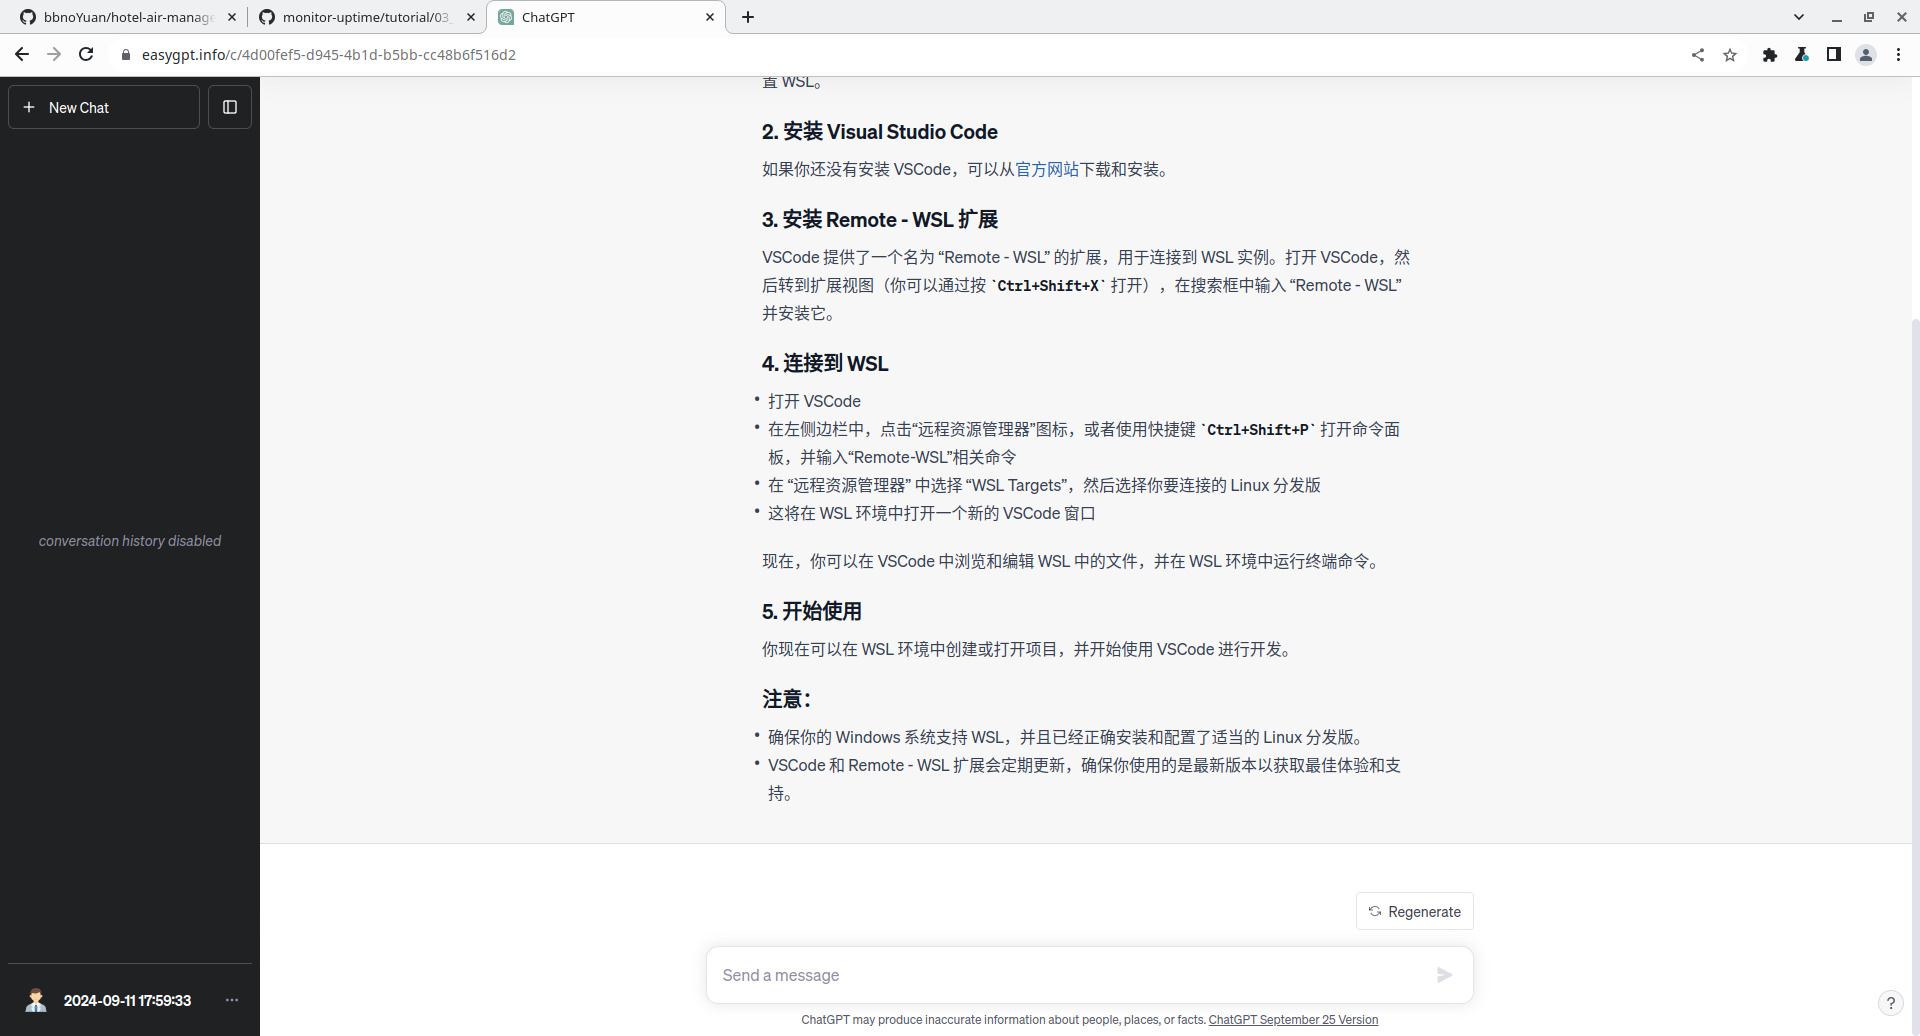 bbnoYuan/hotel-air-manage
monitor-uptime/tutorial/03_
ChatGPT
easygpt.info/c/4d00fef5-d945-4b1d-b5bb-cc48b6f516d2
New Chat
conversation history disabled
2024-09-11 17:59:33
置 WSL。
2. 安装 Visual Studio Code
如果你还没有安装 VSCode，可以从官方网站下载和安装。
3. 安装 Remote - WSL 扩展
VSCode 提供了一个名为 “Remote - WSL” 的扩展，用于连接到 WSL 实例。打开 VSCode，然
后转到扩展视图（你可以通过按 `Ctrl+Shift+X` 打开），在搜索框中输入 “Remote - WSL”
并安装它。
4. 连接到 WSL
• 打开 VSCode
• 在左侧边栏中，点击“远程资源管理器”图标，或者使用快捷键 `Ctrl+Shift+P` 打开命令面
板，并输入“Remote-WSL”相关命令
• 在 “远程资源管理器” 中选择 “WSL Targets”，然后选择你要连接的 Linux 分发版
• 这将在 WSL 环境中打开一个新的 VSCode 窗口
现在，你可以在 VSCode 中浏览和编辑 WSL 中的文件，并在 WSL 环境中运行终端命令。
5. 开始使用
你现在可以在 WSL 环境中创建或打开项目，并开始使用 VSCode 进行开发。
注意：
• 确保你的 Windows 系统支持 WSL，并且已经正确安装和配置了适当的 Linux 分发版。
• VSCode 和 Remote - WSL 扩展会定期更新，确保你使用的是最新版本以获取最佳体验和支
持。
Regenerate
Send a message
ChatGPT may produce inaccurate information about people, places, or facts. ChatGPT September 25 Version
?